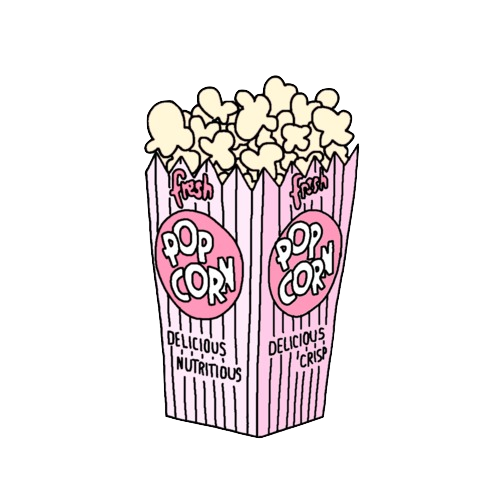 fresh
POP
CORN
DELICIOUS
NUTRITIOUS
fresh
POP
CORN
DELICIOUS
'CRISP